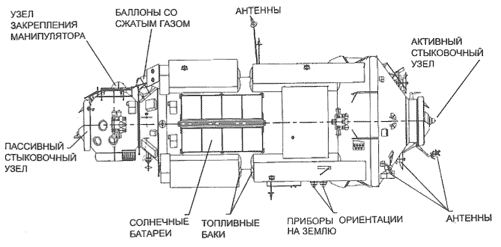 УЗЕЛ
ЗАКРЕПЛЕНИЯ
МАНИПУЛЯТОРА
БАЛЛОНЫ СО
СЖАТЫМ ГАЗОМ
АНТЕННЫ
АКТИВНЫЙ
СТЫКОВОЧНЫЙ
УЗЕЛ
ПАССИВНЫЙ
СТЫКОВОЧНЫЙ
УЗЕЛ
СОЛНЕЧНЫЕ
БАТАРЕИ
ТОПЛИВНЫЕ
БАКИ
ПРИБОРЫ ОРИЕНТАЦИИ
НА ЗЕМЛЮ
АНТЕННЫ